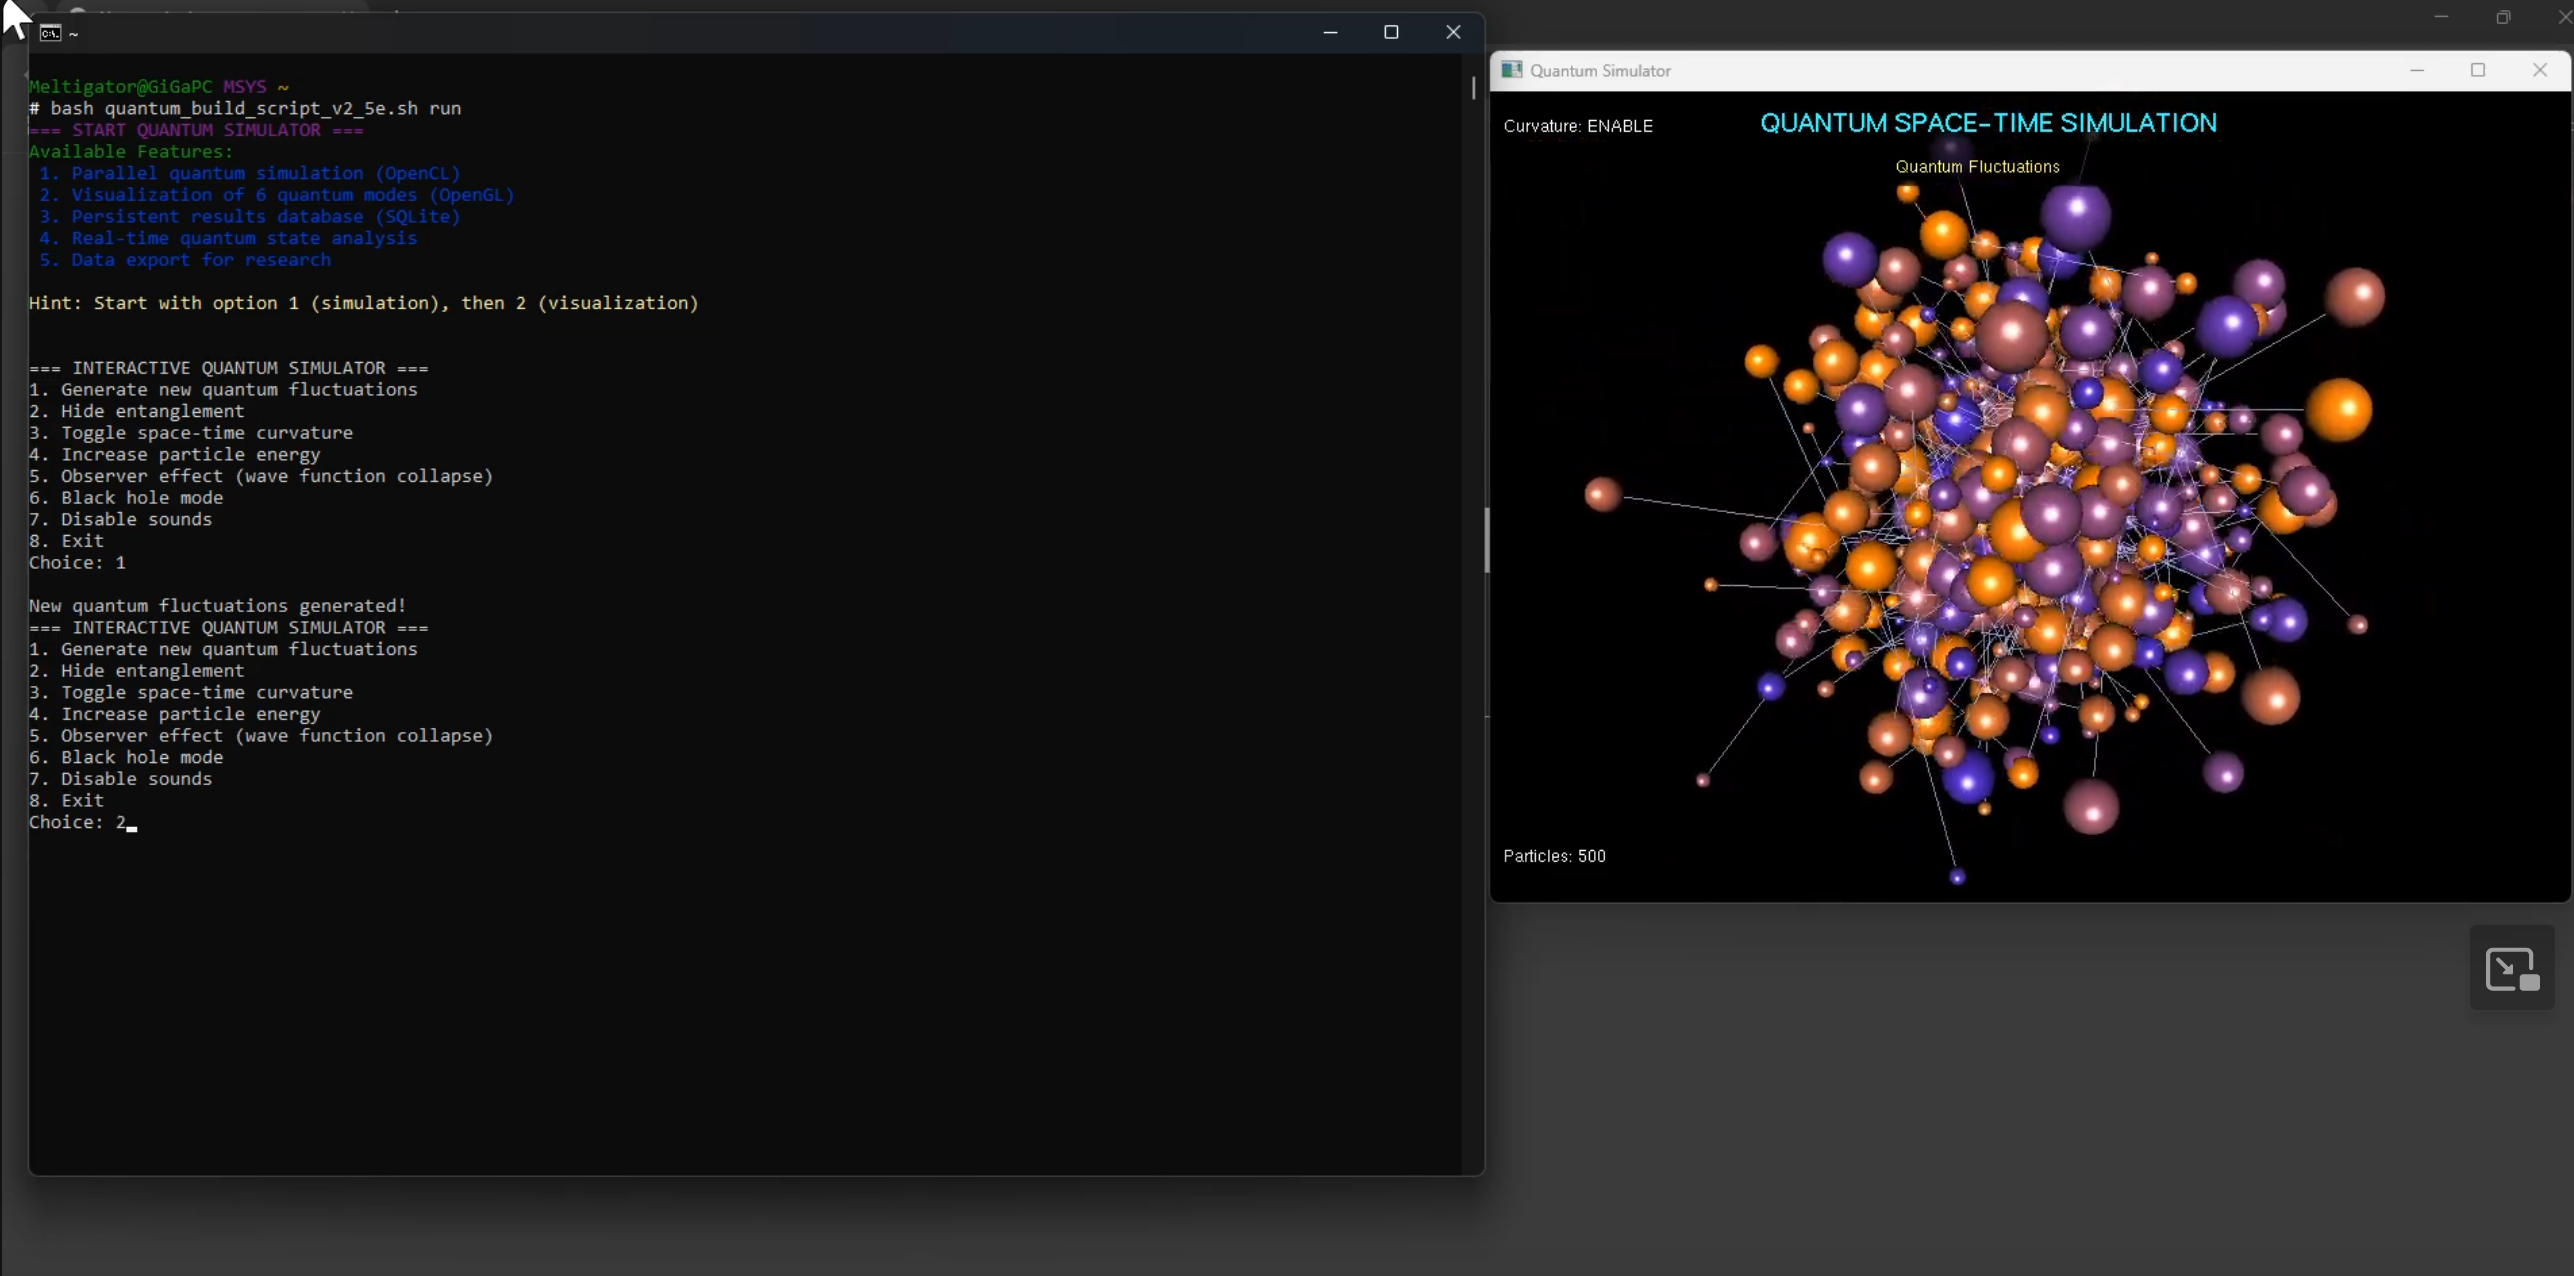 ~
Meltigator@GiGaPC MSYS ~
# bash quantum_build_script_v2_5e.sh run
=== START QUANTUM SIMULATOR ===
Available Features:
1. Parallel quantum simulation (OpenCL)
2. Visualization of 6 quantum modes (OpenGL)
3. Persistent results database (SQLite)
4. Real-time quantum state analysis
5. Data export for research
Hint: Start with option 1 (simulation), then 2 (visualization)
=== INTERACTIVE QUANTUM SIMULATOR ===
1. Generate new quantum fluctuations
2. Hide entanglement
3. Toggle space-time curvature
4. Increase particle energy
5. Observer effect (wave function collapse)
6. Black hole mode
7. Disable sounds
8. Exit
Choice: 1
New quantum fluctuations generated!
=== INTERACTIVE QUANTUM SIMULATOR ===
1. Generate new quantum fluctuations
2. Hide entanglement
3. Toggle space-time curvature
4. Increase particle energy
5. Observer effect (wave function collapse)
6. Black hole mode
7. Disable sounds
8. Exit
Choice: 2
Quantum Simulator
Curvature: ENABLE
QUANTUM SPACE-TIME SIMULATION
Quantum Fluctuations
Particles: 500